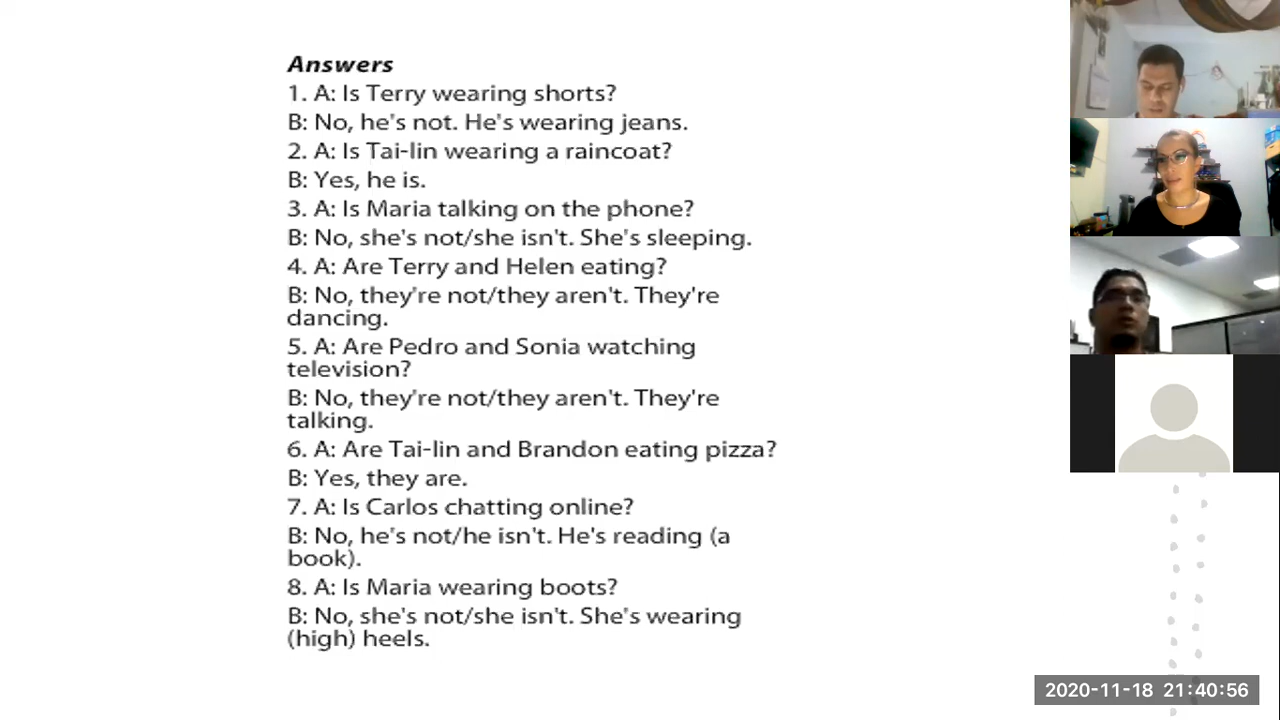 Answers
1. A: Is Terry wearing shorts?
B: No, he's not. He's wearing jeans.
2. A: Is Tai-lin wearing a raincoat?
B: Yes, he is.
3. A: Is Maria talking on the phone?
B: No, she's not/she isn't. She's sleeping.
4. A: Are Terry and Helen eating?
B: No, they're not/they aren't. They're
dancing.
5. A: Are Pedro and Sonia watching
television?
B: No, they're not/they aren't. They're
talking.
6. A: Are Tai-lin and Brandon eating pizza?
B: Yes, they are.
7. A: Is Carlos chatting online?
B: No, he's not/he isn't. He's reading (a
book).
8. A: Is Maria wearing boots?
B: No, she's not/she isn't. She's wearing
(high) heels.
2020-11-18 21:40:56